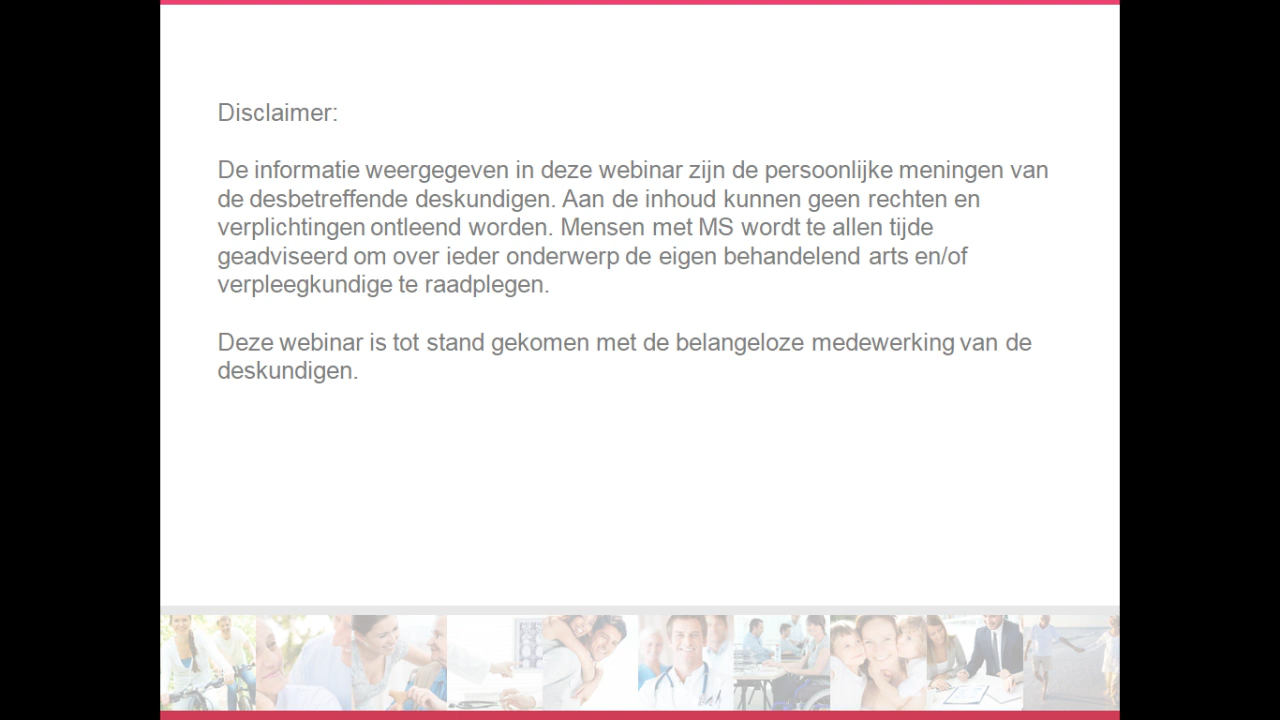 Disclaimer:
De informatie weergegeven in deze webinar zijn de persoonlijke meningen van
de desbetreffende deskundigen. Aan de inhoud kunnen geen rechten en
verplichtingen ontleend worden. Mensen met MS wordt te allen tijde
geadviseerd om over ieder onderwerp de eigen behandelend arts en/of
verpleegkundige te raadplegen.
Deze webinar is tot stand gekomen met de belangeloze medewerking van de
deskundigen.